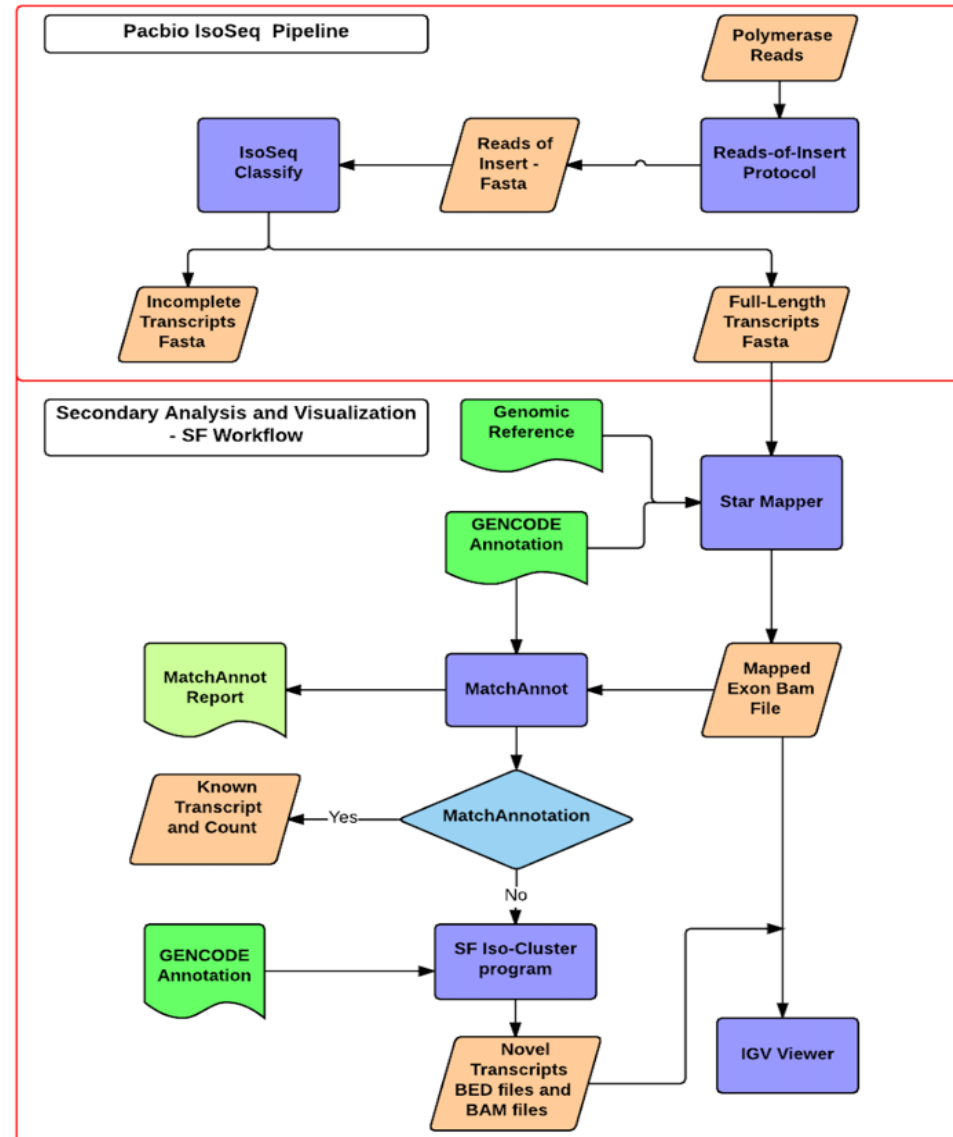 Pacbio IsoSeq Pipeline
Polymerase
Reads
IsoSeq
Classify
Reads of
Insert -
Fasta
Reads-of-Insert
Protocol
Incomplete
Transcripts
Fasta
Full-Length
Transcripts
Fasta
Secondary Analysis and Visualization
- SF Workflow
Genomic
Reference
Star Mapper
GENCODE
Annotation
MatchAnnot
Report
MatchAnnot
Mapped
Exon Bam
File
Known
Transcript
and Count
Yes
MatchAnnotation
No
GENCODE
Annotation
SF Iso-Cluster
program
Novel
Transcripts
BED files and
BAM files
IGV Viewer